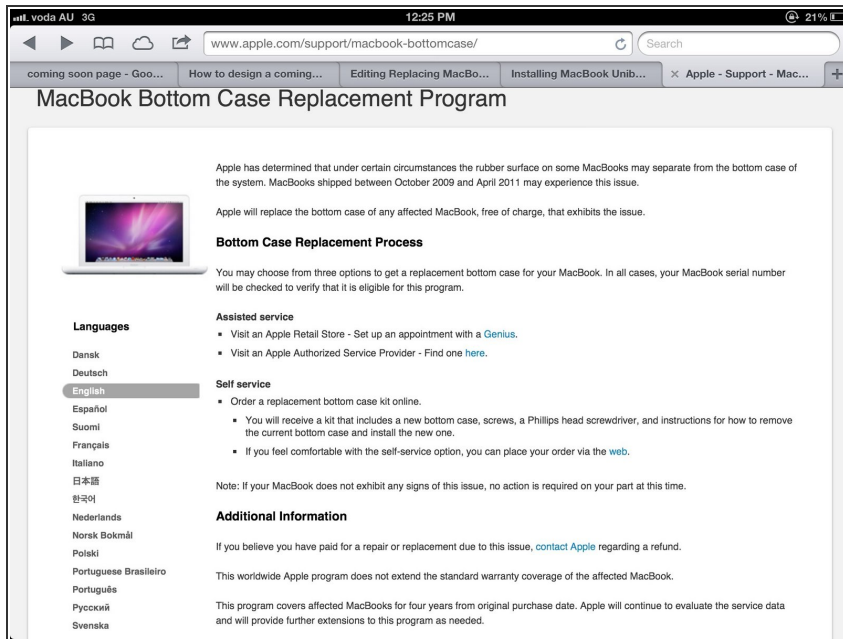 voda AU 3G 12:25 PM 21%
www.apple.com/support/macbook-bottomcase/ Search
coming soon page - Goo... How to design a coming... Editing Replacing MacBo... Installing MacBook Unib... Apple - Support - Mac...
MacBook Bottom Case Replacement Program
Apple has determined that under certain circumstances the rubber surface on some MacBooks may separate from the bottom case of
the system. MacBooks shipped between October 2009 and April 2011 may experience this issue.
Apple will replace the bottom case of any affected MacBook, free of charge, that exhibits the issue.
Bottom Case Replacement Process
You may choose from three options to get a replacement bottom case for your MacBook. In all cases, your MacBook serial number
will be checked to verify that it is eligible for this program.
Assisted service
Visit an Apple Retail Store - Set up an appointment with a Genius.
Visit an Apple Authorized Service Provider - Find one here.
Self service
Order a replacement bottom case kit online.
You will receive a kit that includes a new bottom case, screws, a Phillips head screwdriver, and instructions for how to remove
the current bottom case and install the new one.
If you feel comfortable with the self-service option, you can place your order via the web.
Note: If your MacBook does not exhibit any signs of this issue, no action is required on your part at this time.
Additional Information
If you believe you have paid for a repair or replacement due to this issue, contact Apple regarding a refund.
This worldwide Apple program does not extend the standard warranty coverage of the affected MacBook.
This program covers affected MacBooks for four years from original purchase date. Apple will continue to evaluate the service data
and will provide further extensions to this program as needed.
Languages
Dansk
Deutsch
English
Español
Suomi
Français
Italiano
日本語
한국어
Nederlands
Norsk Bokmål
Polski
Portuguese Brasileiro
Português
Русский
Svenska